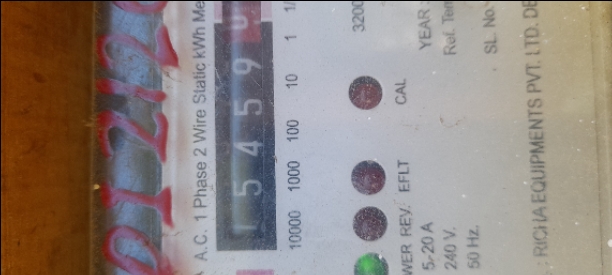 A.C. 1 Phase 2 Wire Static kWh Me
1 5 4 5 9
10000 1000 100 10 1 1/
3200
CAL
EFLT
REV.
WER
YEAR
5-20 A
Ref. Tem
240 V.
50 Hz.
SL. No.
EQUIPMENTS PVT. LTD. DE